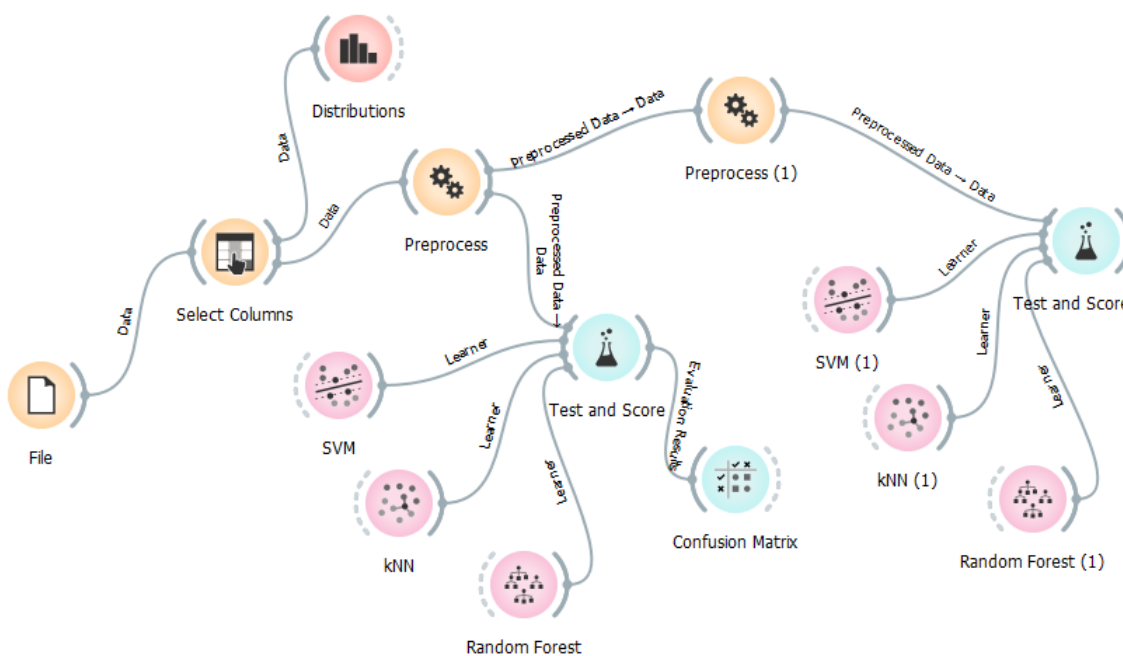 Distributions
Data
Preprocessed Data → Data
Preprocess (1)
Preprocessed Data → Data
Data
Preprocess
Select Columns
Data
Preprocessed Data →
Data
Learner
Test and Score
SVM (1)
Learner
Learner
kNN (1)
Random Forest (1)
File
Learner
Test and Score
SVM
Learner
Learner
Evaluation Results
kNN
Confusion Matrix
Random Forest